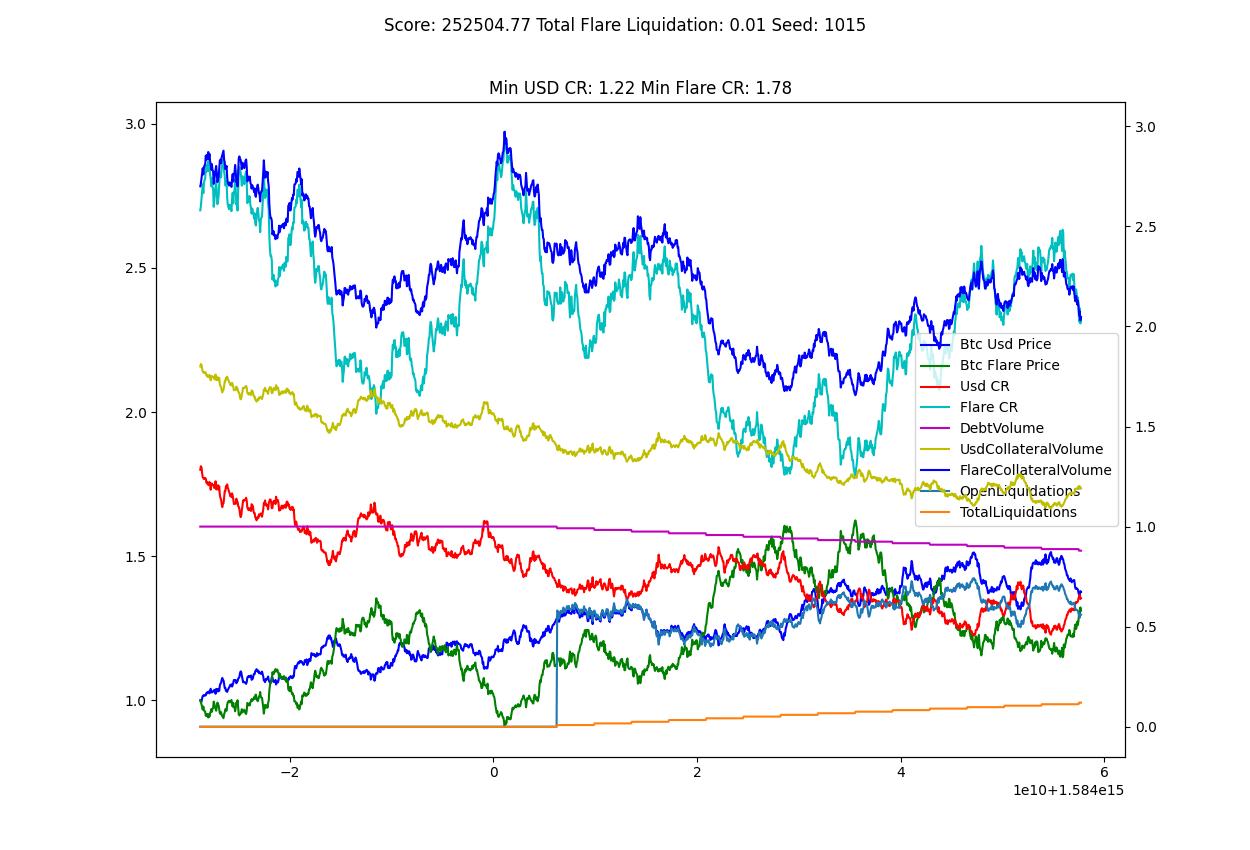 Score: 252504.77 Total Flare Liquidation: 0.01 Seed: 1015
Min USD CR: 1.22 Min Flare CR: 1.78
3.0
2.5
2.0
1.5
1.0
3.0
2.5
2.0
1.5
1.0
0.5
0.0
Btc Usd Price
Btc Flare Price
Usd CR
Flare CR
DebtVolume
UsdCollateralVolume
FlareCollateralVolume
OpenLiquidations
TotalLiquidations
−2 0 2 4 6
1e10+1.584e15